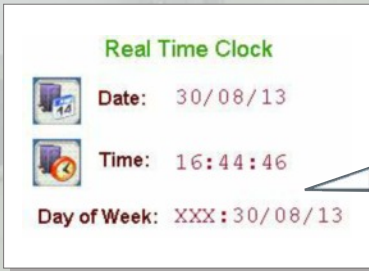 Real Time Clock
Date: 30/08/13
Time: 16:44:46
Day of Week: XXX:30/08/13